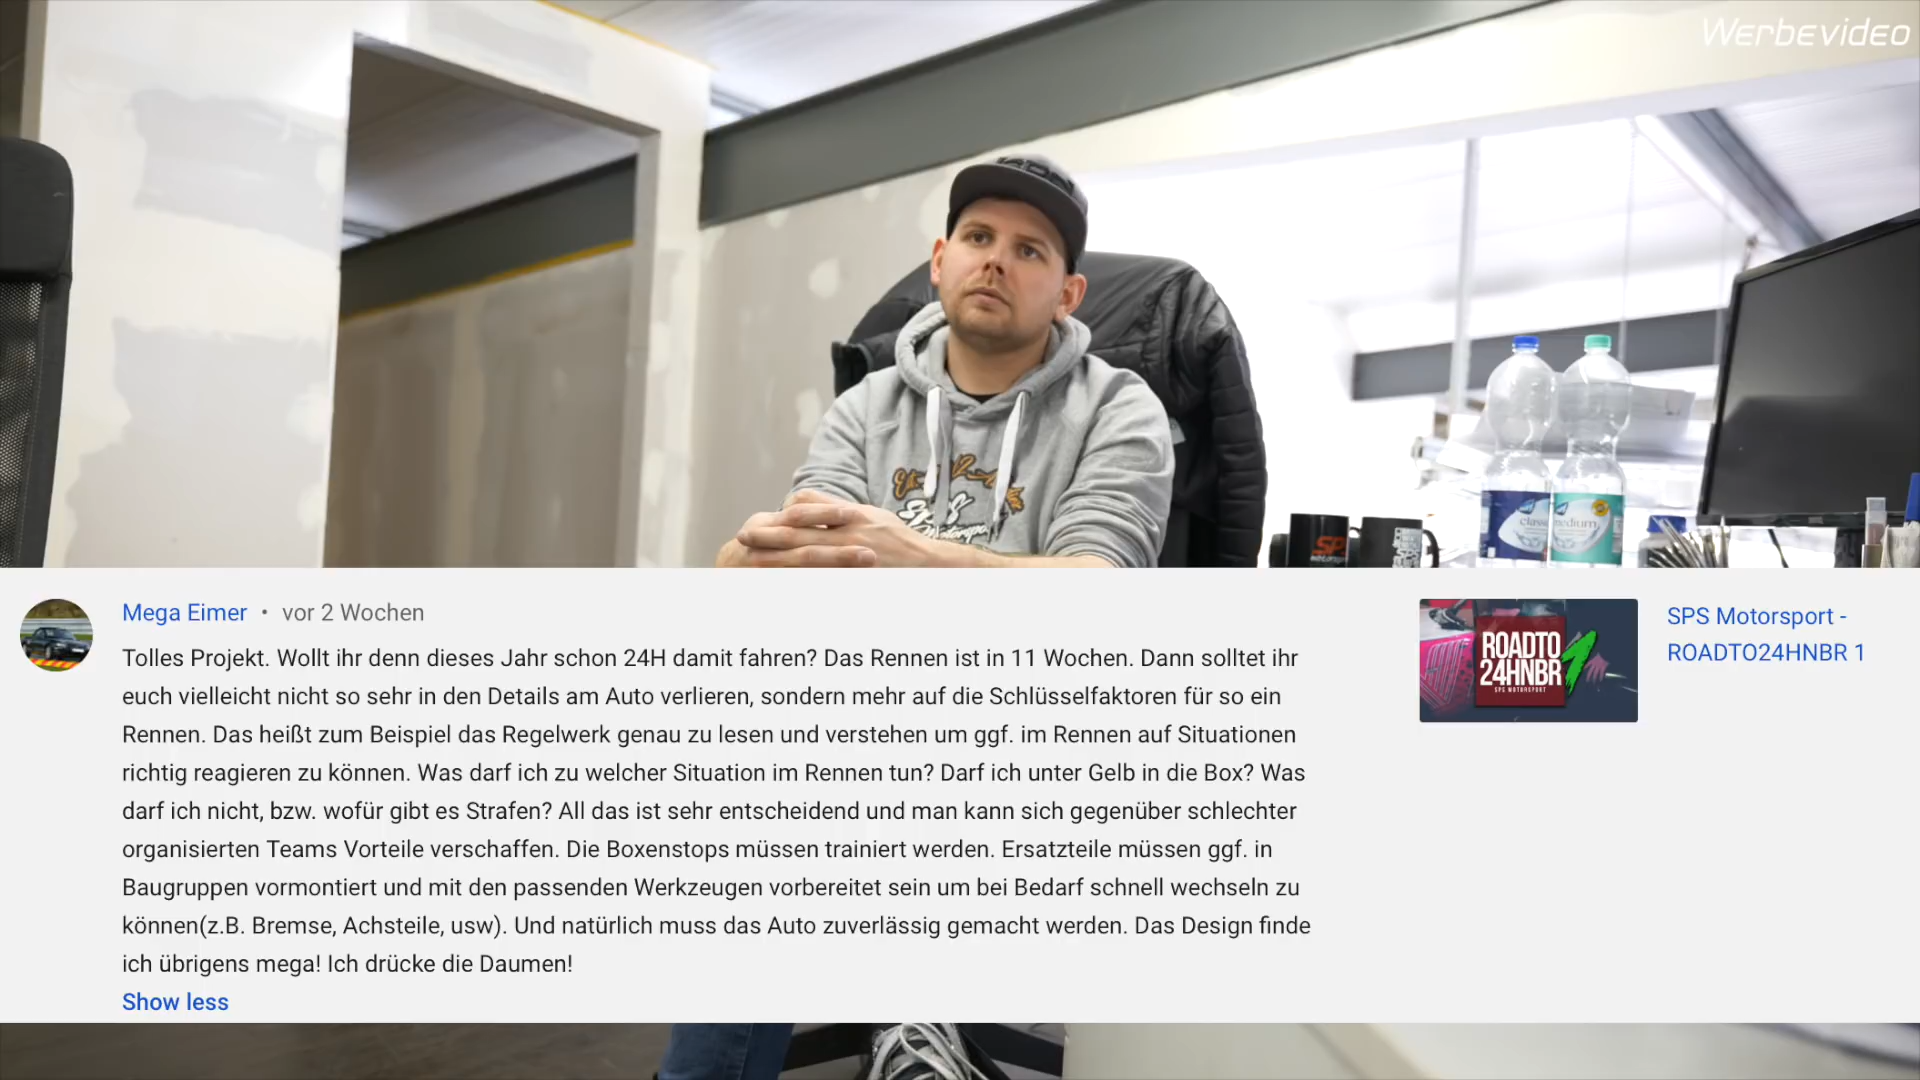 Werbevideo
classic
medium
SP
Mega Eimer • vor 2 Wochen
Tolles Projekt. Wollt ihr denn dieses Jahr schon 24H damit fahren? Das Rennen ist in 11 Wochen. Dann solltet ihr
euch vielleicht nicht so sehr in den Details am Auto verlieren, sondern mehr auf die Schlüsselfaktoren für so ein
Rennen. Das heißt zum Beispiel das Regelwerk genau zu lesen und verstehen um ggf. im Rennen auf Situationen
richtig reagieren zu können. Was darf ich zu welcher Situation im Rennen tun? Darf ich unter Gelb in die Box? Was
darf ich nicht, bzw. wofür gibt es Strafen? All das ist sehr entscheidend und man kann sich gegenüber schlechter
organisierten Teams Vorteile verschaffen. Die Boxenstops müssen trainiert werden. Ersatzteile müssen ggf. in
Baugruppen vormontiert und mit den passenden Werkzeugen vorbereitet sein um bei Bedarf schnell wechseln zu
können(z.B. Bremse, Achsteile, usw). Und natürlich muss das Auto zuverlässig gemacht werden. Das Design finde
ich übrigens mega! Ich drücke die Daumen!
Show less
ROADTO
24HNBR 1
SPS MOTORSPORT
SPS Motorsport -
ROADTO24HNBR 1